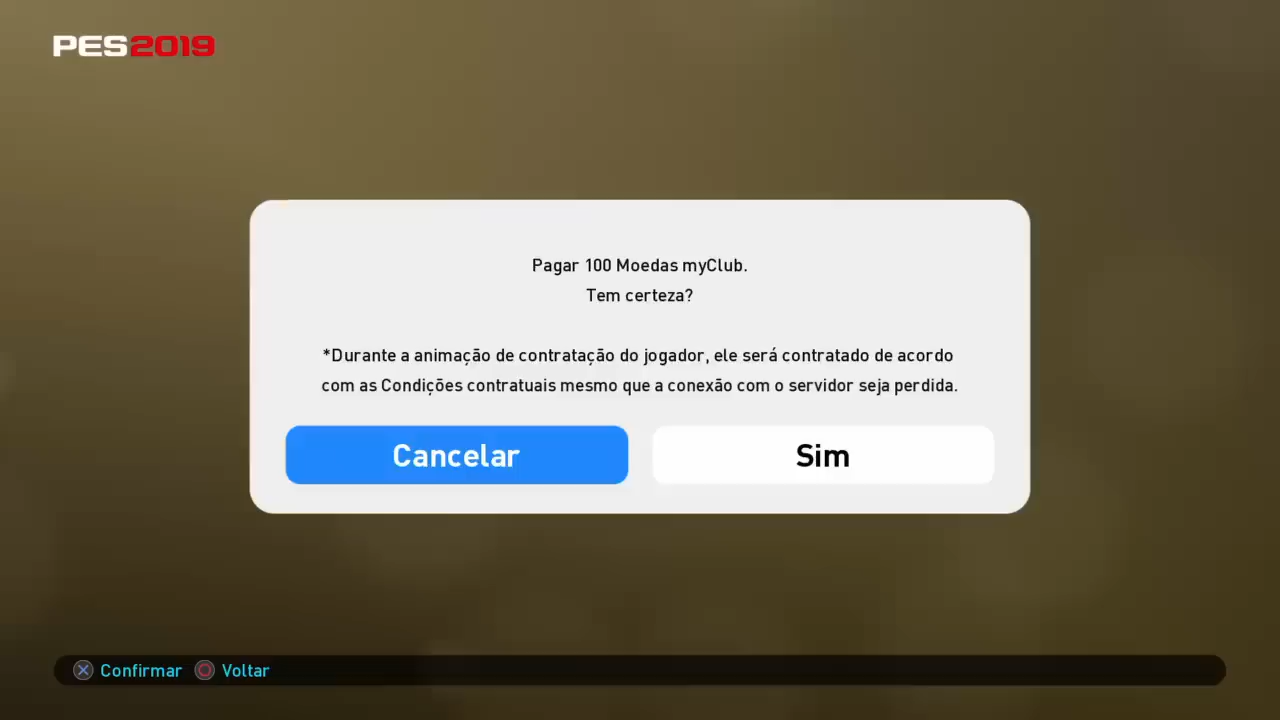 PES2019
Pagar 100 Moedas myClub.
Tem certeza?
*Durante a animação de contratação do jogador, ele será contratado de acordo
com as Condições contratuais mesmo que a conexão com o servidor seja perdida.
Cancelar Sim
Confirmar Voltar